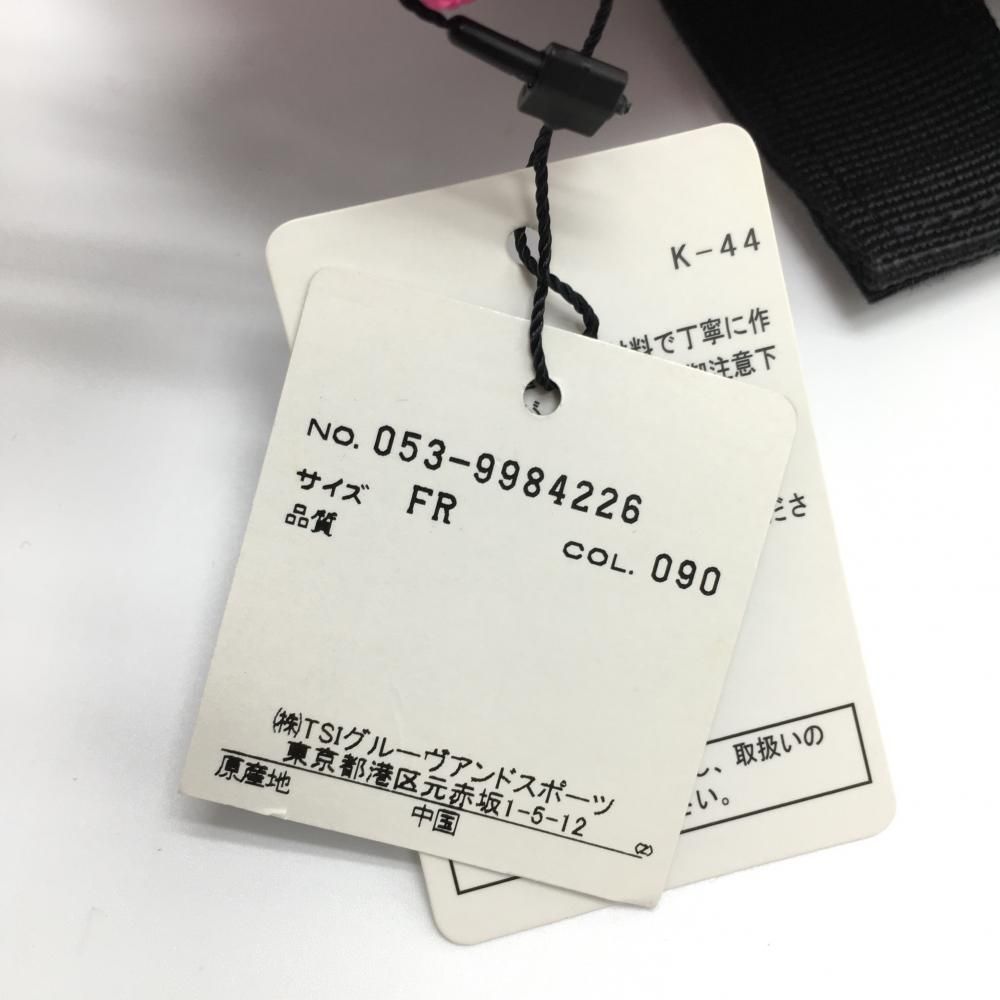 K-44
料で丁寧に作
注意下
ださ
NO. 053-9984226
サイズ FR
品質
COL. 090
(株)TSIグルーヴアンドスポーツ
東京都港区元赤坂1-5-12
原産地
中国
(Z)
、取扱いの
い。